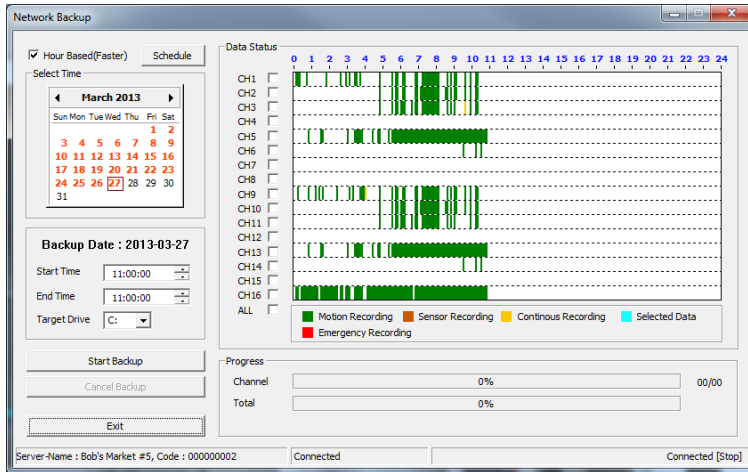 Network Backup
Hour Based(Faster)
Schedule
Select Time
March 2013
Sun Mon Tue Wed Thu Fri Sat
1 2
3 4 5 6 7 8 9
10 11 12 13 14 15 16
17 18 19 20 21 22 23
24 25 26 27 28 29 30
31
Backup Date : 2013-03-27
Start Time 11:00:00
End Time 11:00:00
Target Drive C:
Start Backup
Cancel Backup
Exit
Data Status
0 1 2 3 4 5 6 7 8 9 10 11 12 13 14 15 16 17 18 19 20 21 22 23 24
CH1
CH2
CH3
CH4
CH5
CH6
CH7
CH8
CH9
CH10
CH11
CH12
CH13
CH14
CH15
CH16
ALL
Motion Recording Sensor Recording Continous Recording Selected Data
Emergency Recording
Progress
Channel 0% 00/00
Total 0%
Server-Name : Bob's Market #5, Code : 000000002 Connected Connected [Stop]